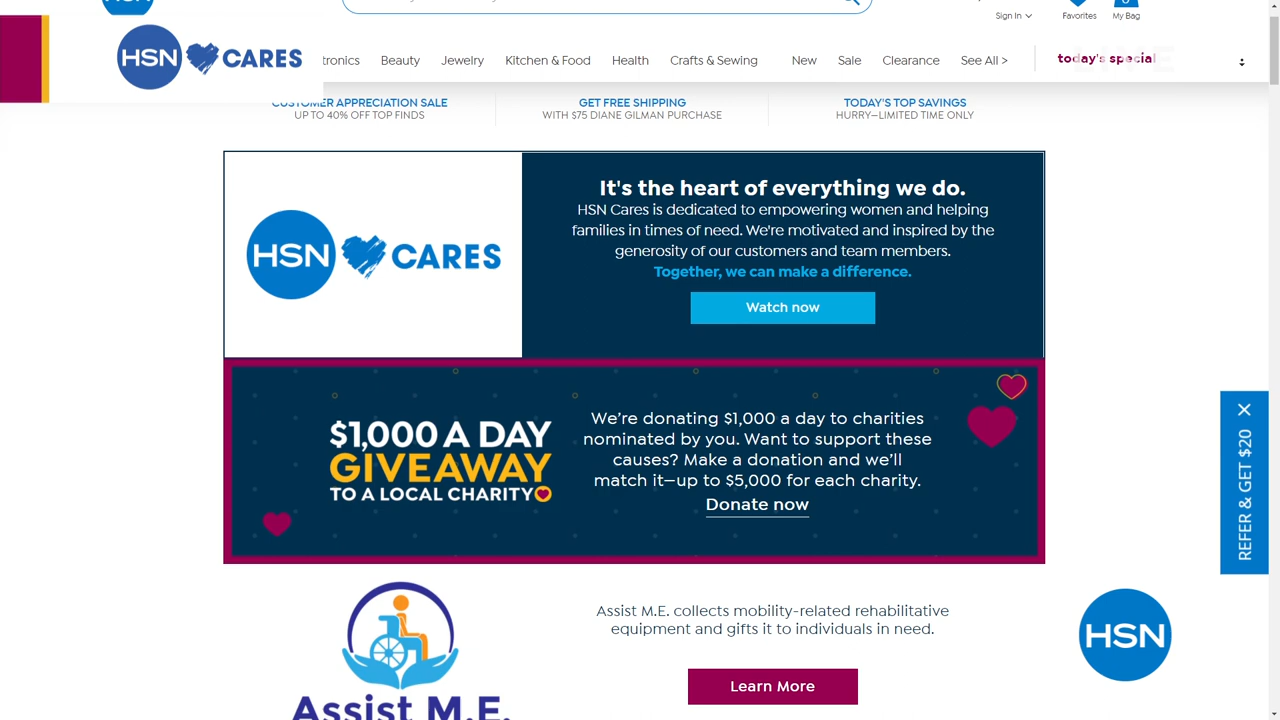 Sign In
Favorites
My Bag
HSN CARES
tronics Beauty Jewelry Kitchen & Food Health Crafts & Sewing New Sale Clearance See All > today's special
CUSTOMER APPRECIATION SALE
UP TO 40% OFF TOP FINDS
GET FREE SHIPPING
WITH $75 DIANE GILMAN PURCHASE
TODAY'S TOP SAVINGS
HURRY—LIMITED TIME ONLY
HSN CARES
It's the heart of everything we do.
HSN Cares is dedicated to empowering women and helping
families in times of need. We're motivated and inspired by the
generosity of our customers and team members.
Together, we can make a difference.
Watch now
$1,000 A DAY
GIVEAWAY
TO A LOCAL CHARITY
We're donating $1,000 a day to charities
nominated by you. Want to support these
causes? Make a donation and we'll
match it—up to $5,000 for each charity.
Donate now
REFER & GET $20
Assist M.E.
Assist M.E. collects mobility-related rehabilitative
equipment and gifts it to individuals in need.
Learn More
HSN